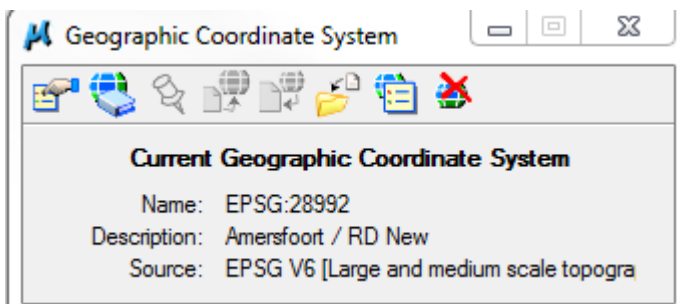 Geographic Coordinate System
Current Geographic Coordinate System
Name: EPSG:28992
Description: Amersfoort / RD New
Source: EPSG V6 [Large and medium scale topogra